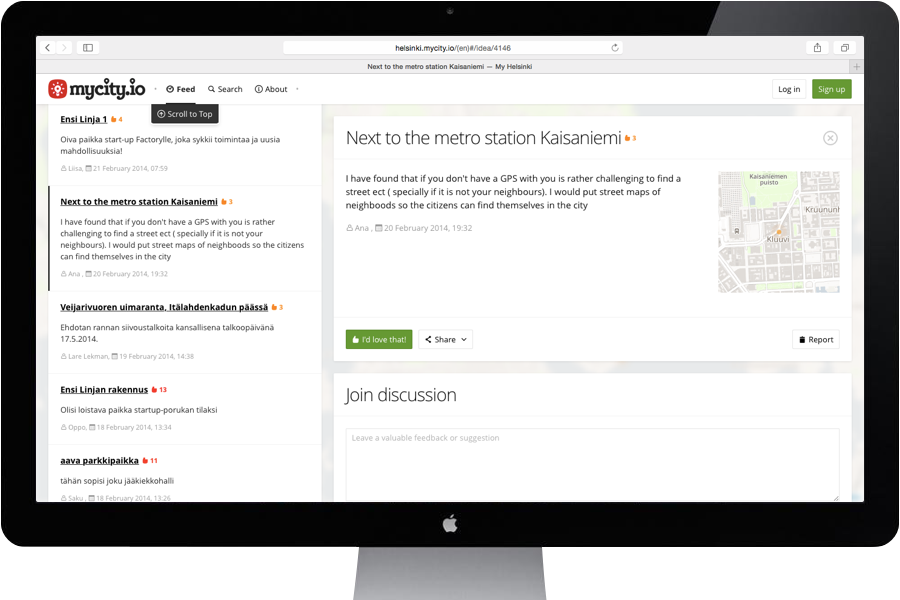 helsinki.mycity.io/(en)#/idea/4146
Next to the metro station Kaisaniemi — My Helsinki
mycity.io
Feed
Search
About
Log in
Sign up
Scroll to Top
Ensi Linja 1 4
Oiva paikka start-up Factorylle, joka sykkii toimintaa ja uusia
mahdollisuuksia!
Liisa, 21 February 2014, 07:59
Next to the metro station Kaisaniemi 3
I have found that if you don't have a GPS with you is rather
challenging to find a street ect ( specially if it is not your
neighbours). I would put street maps of neighboods so the citizens
can find themselves in the city
Ana , 20 February 2014, 19:32
Veijarivuoren uimaranta, Itälahdenkadun päässä 3
Ehdotan rannan siivoustalkoita kansallisena talkoopäivänä
17.5.2014.
Lare Lekman, 19 February 2014, 14:38
Ensi Linjan rakennus 13
Olisi loistava paikka startup-porukan tilaksi
Oppo, 18 February 2014, 13:34
aava parkkipaikka 11
tähän sopisi joku jääkiekkohalli
Saku , 18 February 2014, 13:26
Next to the metro station Kaisaniemi 3
I have found that if you don't have a GPS with you is rather challenging to find a
street ect ( specially if it is not your neighbours). I would put street maps of
neighboods so the citizens can find themselves in the city
Ana , 20 February 2014, 19:32
Kaisaniemen
puisto
Kruununh
R
Kluuvi
I'd love that!
Share
Report
Join discussion
Leave a valuable feedback or suggestion